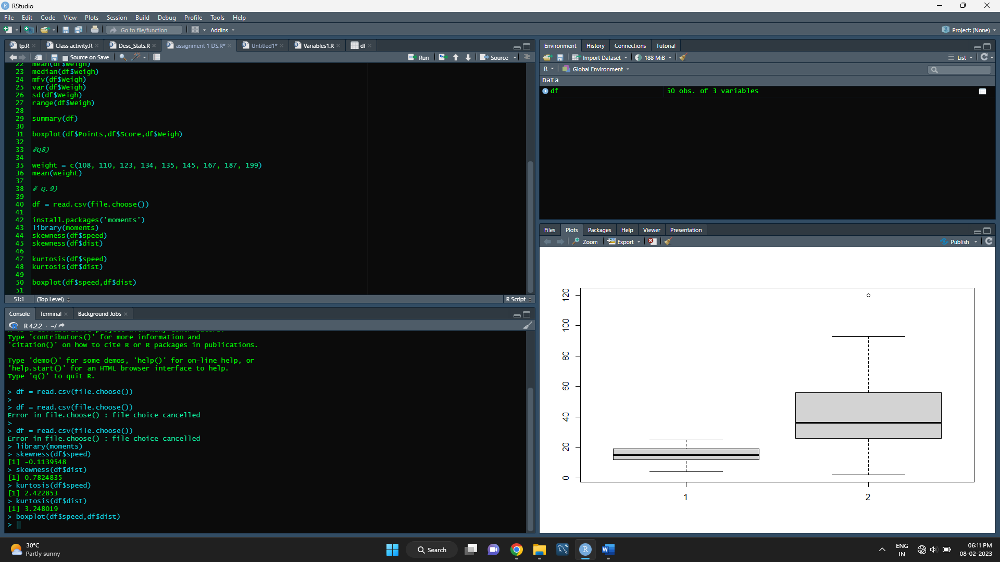 RStudio
File Edit Code View Plots Session Build Debug Profile Tools Help
Go to file/function Addins Project: (None)
tp.R Class activity.R Desc_Stats.R assignment 1 DS.R* Untitled1* Variables1.R df
Source on Save Run Source
22 mean(df$Weigh)
23 median(df$Weigh)
24 mfv(df$Weigh)
25 var(df$Weigh)
26 sd(df$Weigh)
27 range(df$Weigh)
28
29 summary(df)
30
31 boxplot(df$Points,df$Score,df$Weigh)
32
33 #Q8)
34
35 weight = c(108, 110, 123, 134, 135, 145, 167, 187, 199)
36 mean(weight)
37
38 # Q.9)
39
40 df = read.csv(file.choose())
41
42 install.packages('moments')
43 library(moments)
44 skewness(df$speed)
45 skewness(df$dist)
46
47 kurtosis(df$speed)
48 kurtosis(df$dist)
49
50 boxplot(df$speed,df$dist)
51
51:1 (Top Level) R Script
Console Terminal Background Jobs
R 4.2.2 · ~/
Type 'contributors()' for more information and
'citation()' on how to cite R or R packages in publications.
Type 'demo()' for some demos, 'help()' for on-line help, or
'help.start()' for an HTML browser interface to help.
Type 'q()' to quit R.
> df = read.csv(file.choose())
>
> df = read.csv(file.choose())
Error in file.choose() : file choice cancelled
>
> df = read.csv(file.choose())
Error in file.choose() : file choice cancelled
> library(moments)
> skewness(df$speed)
[1] -0.1139548
> skewness(df$dist)
[1] 0.7824835
> kurtosis(df$speed)
[1] 2.422853
> kurtosis(df$dist)
[1] 3.248019
> boxplot(df$speed,df$dist)
>
Environment History Connections Tutorial
Import Dataset 188 MiB List
R Global Environment
Data
df 50 obs. of 3 variables
Files Plots Packages Help Viewer Presentation
Zoom Export Publish
120
100
80
60
40
20
0
1 2
30°C
Partly sunny
Search
ENG
IN
06:11 PM
08-02-2023